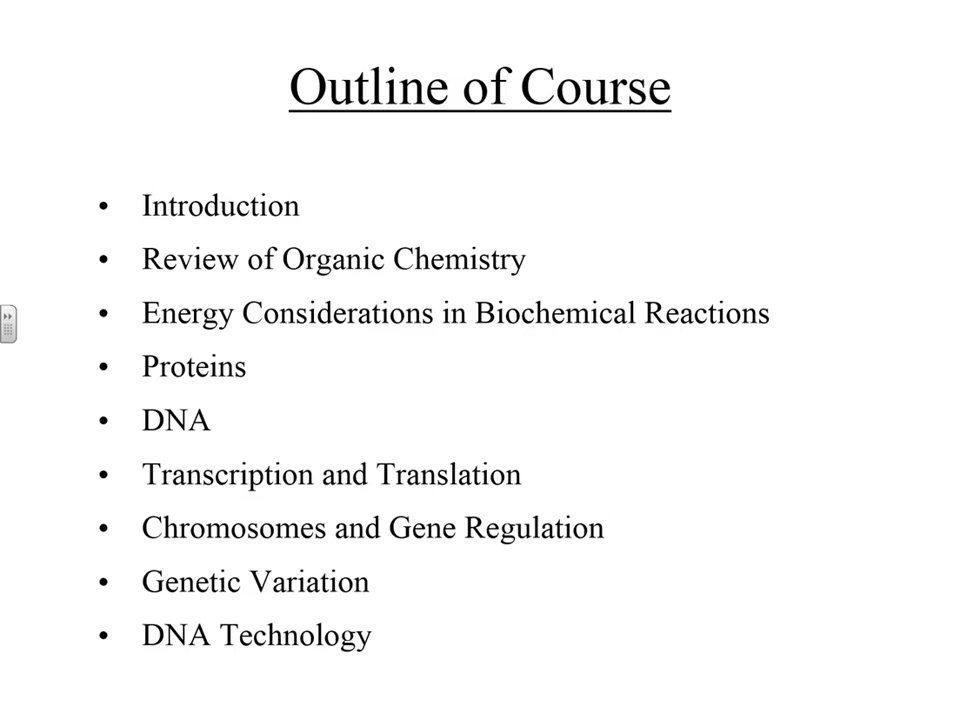 Outline of Course
• Introduction
• Review of Organic Chemistry
• Energy Considerations in Biochemical Reactions
• Proteins
• DNA
• Transcription and Translation
• Chromosomes and Gene Regulation
• Genetic Variation
• DNA Technology